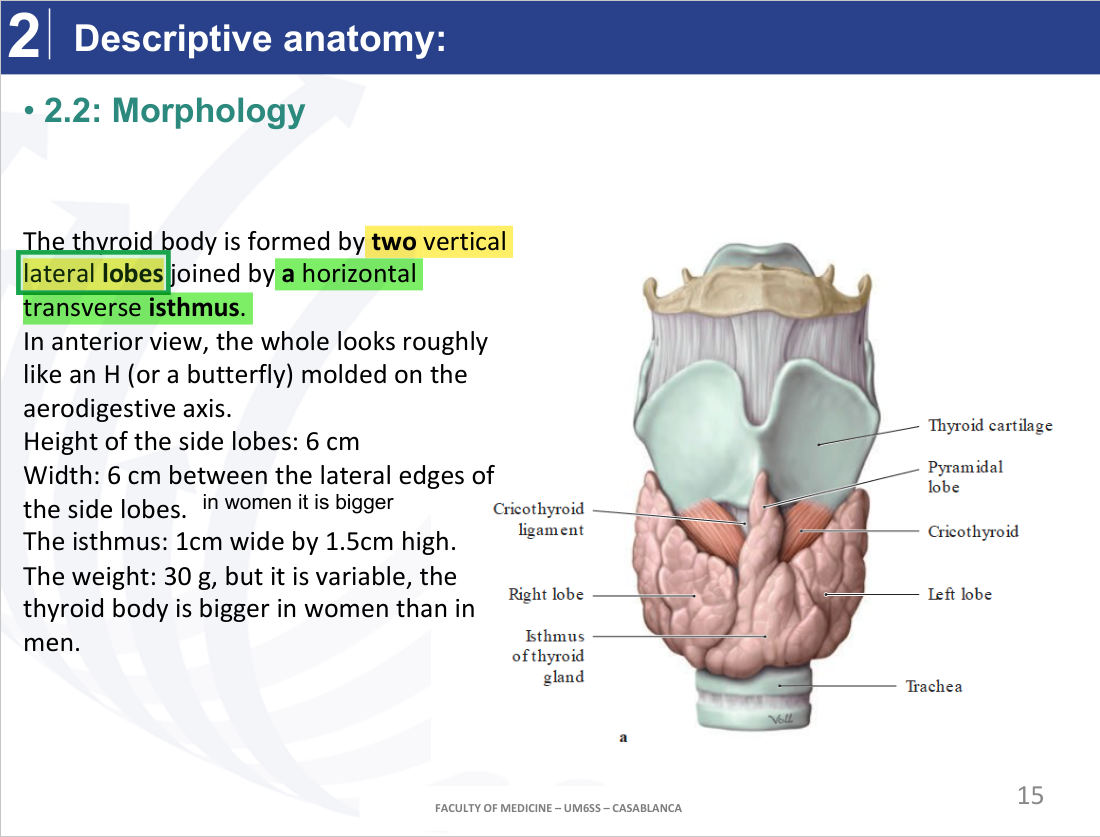 2
Descriptive anatomy:
• 2.2: Morphology
The thyroid body is formed by two vertical
lateral lobes joined by a horizontal
transverse isthmus.
In anterior view, the whole looks roughly
like an H (or a butterfly) molded on the
aerodigestive axis.
Height of the side lobes: 6 cm
Width: 6 cm between the lateral edges of
the side lobes.
in women it is bigger
The isthmus: 1cm wide by 1.5cm high.
The weight: 30 g, but it is variable, the
thyroid body is bigger in women than in
men.
Thyroid cartilage
Pyramidal
lobe
Cricothyroid
ligament
Cricothyroid
Right lobe
Left lobe
Isthmus
of thyroid
gland
Trachea
Voll
a
FACULTY OF MEDICINE – UM6SS – CASABLANCA
15